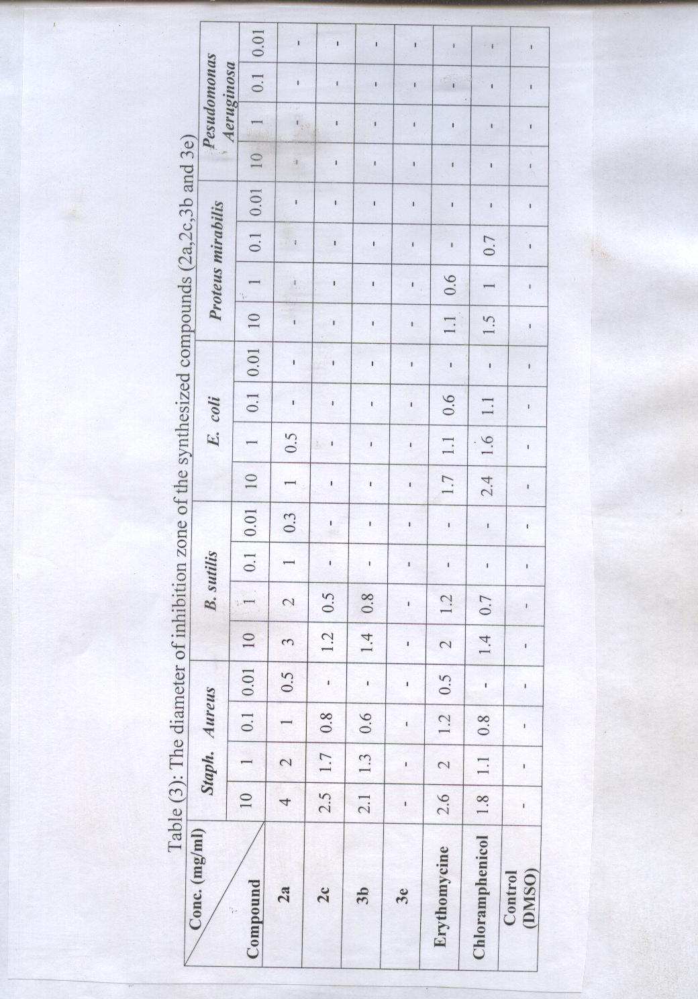 Table (3): The diameter of inhibition zone of the synthesized compounds (2a,2c,3b and 3e)
Conc. (mg/ml) Staph. Aureus B. sutilis E. coli Proteus mirabilis Pesudomonas Aeruginosa
Compound 10 1 0.1 0.01 10 1 0.1 0.01 10 1 0.1 0.01 10 1 0.1 0.01 10 1 0.1 0.01
2a 4 2 1 0.5 3 2 1 0.3 1 0.5 - - - - - - - - - -
2c 2.5 1.7 0.8 - 1.2 0.5 - - - - - - - - - - - - - -
3b 2.1 1.3 0.6 - 1.4 0.8 - - - - - - - - - - - - - -
3e - - - - - - - - - - - - - - - - - - - -
Erythomycine 2.6 2 1.2 0.5 2 1.2 - - 1.7 1.1 0.6 - 1.1 0.6 - - - - - -
Chloramphenicol 1.8 1.1 0.8 - 1.4 0.7 - - 2.4 1.6 1.1 - 1.5 1 0.7 - - - - -
Control
(DMSO) - - - - - - - - - - - - - - - - - - - -